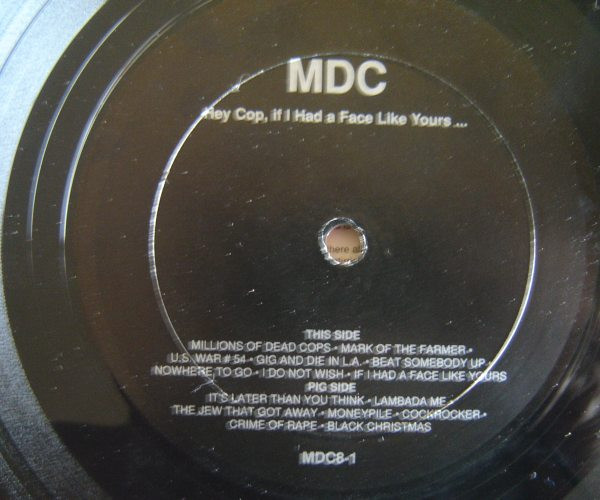 MDC
Hey Cop, if I Had a Face Like Yours ...
here al
THIS SIDE
MILLIONS OF DEAD COPS • MARK OF THE FARMER •
U.S. WAR # 54 • GIG AND DIE IN L.A. • BEAT SOMEBODY UP
NOWHERE TO GO • I DO NOT WISH • IF I HAD A FACE LIKE YOURS
PIG SIDE
IT'S LATER THAN YOU THINK • LAMBADA ME •
THE JEW THAT GOT AWAY • MONEYPILE • COCKROCKER •
CRIME OF RAPE • BLACK CHRISTMAS
MDC8-1